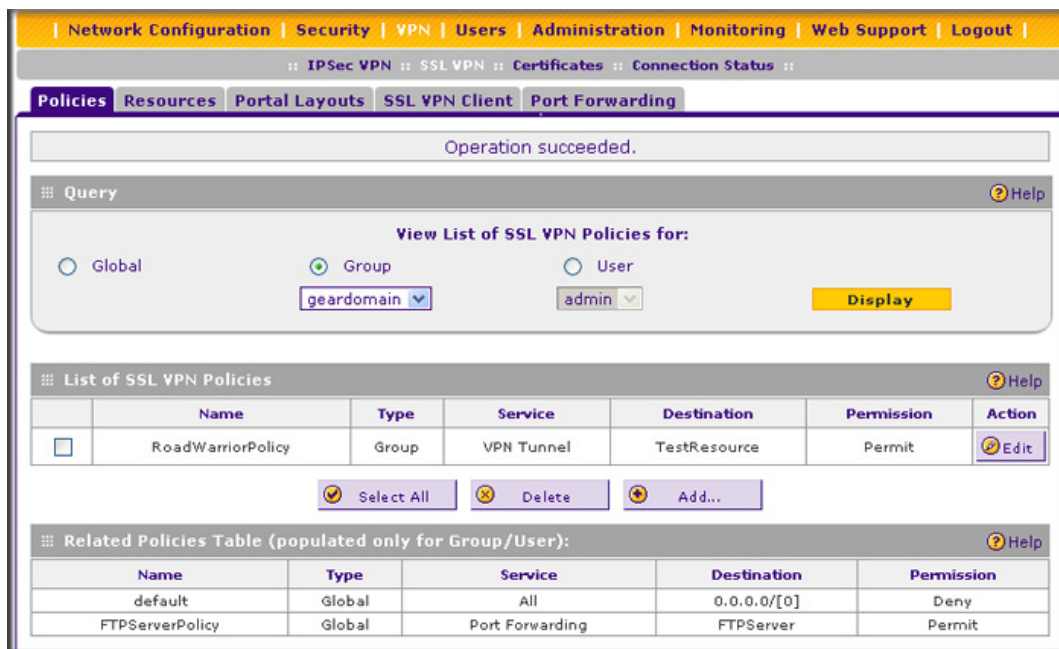 | Network Configuration | Security | VPN | Users | Administration | Monitoring | Web Support | Logout |
:: IPSec VPN :: SSL VPN :: Certificates :: Connection Status ::
Policies Resources Portal Layouts SSL VPN Client Port Forwarding
Operation succeeded.
Query Help
View List of SSL VPN Policies for:
Global Group User
geardomain admin Display
List of SSL VPN Policies Help
Name Type Service Destination Permission Action
RoadWarriorPolicy Group VPN Tunnel TestResource Permit Edit
Select All Delete Add...
Related Policies Table (populated only for Group/User): Help
Name Type Service Destination Permission
default Global All 0.0.0.0/[0] Deny
FTPServerPolicy Global Port Forwarding FTPServer Permit